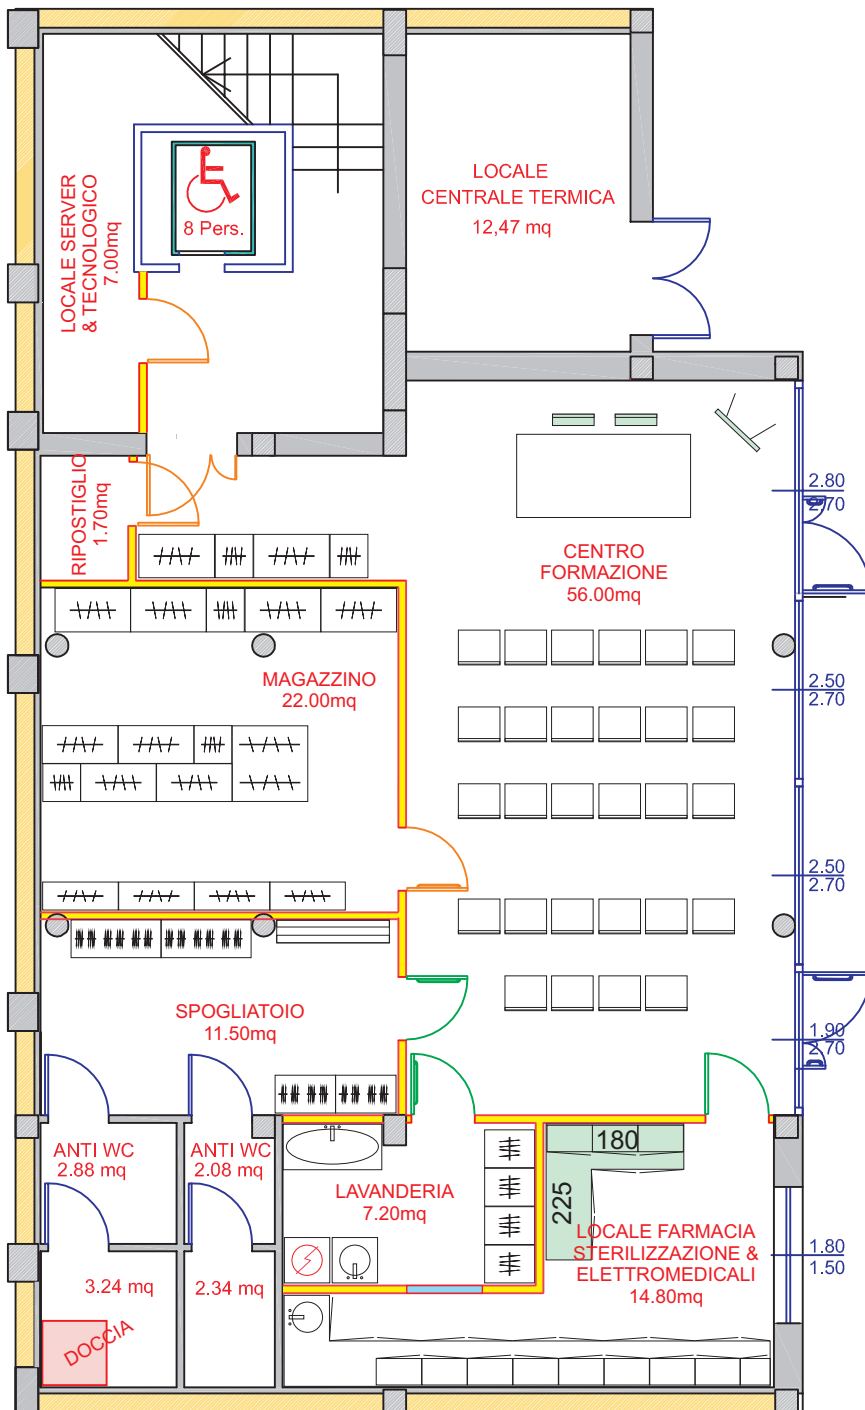 LOCALE
CENTRALE TERMICA
12,47 mq
8 Pers.
LOCALE SERVER
& TECNOLOGICO
7.00mq
RIPOSTIGLIO
1.70mq
2.80
2.70
CENTRO
FORMAZIONE
56.00mq
MAGAZZINO
22.00mq
2.50
2.70
2.50
2.70
SPOGLIATOIO
11.50mq
1.90
2.70
ANTI WC
2.88 mq
ANTI WC
2.08 mq
LAVANDERIA
7.20mq
180
225
LOCALE FARMACIA
STERILIZZAZIONE &
ELETTROMEDICALI
14.80mq
1.80
1.50
3.24 mq
2.34 mq
DOCCIA